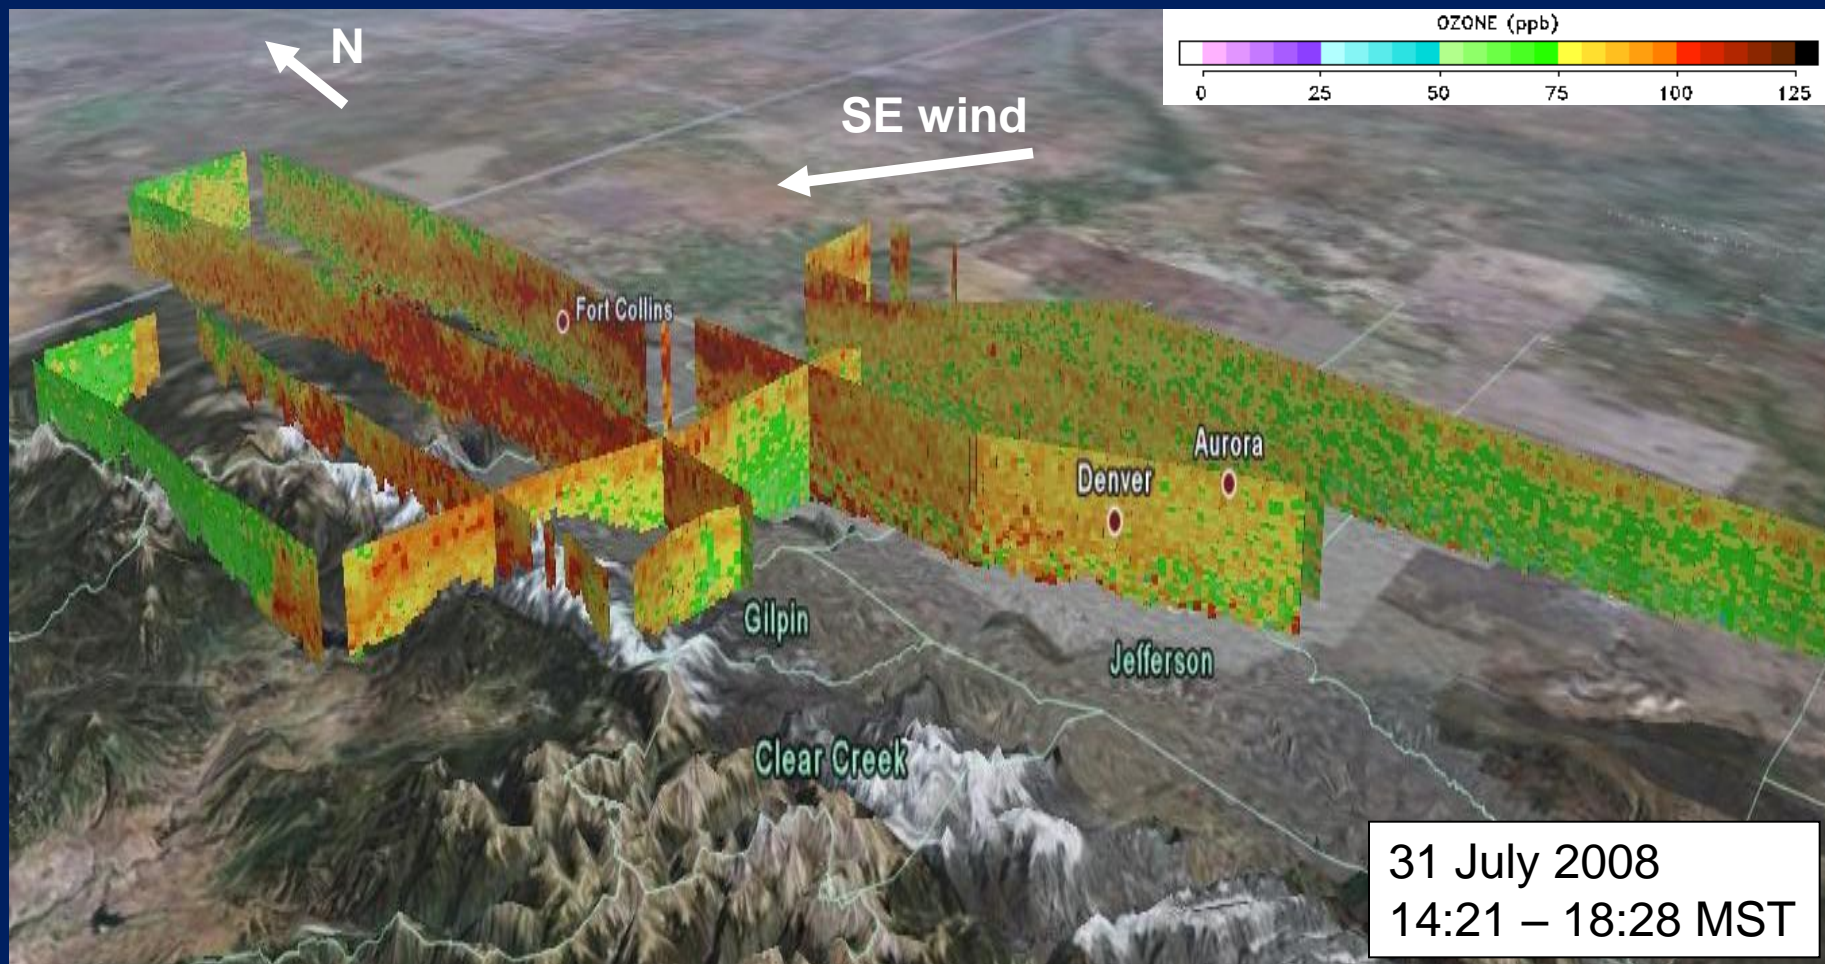 OZONE (ppb)
0 25 50 75 100 125
N
SE wind
Fort Collins
Aurora
Denver
Gilpin
Jefferson
Clear Creek
31 July 2008
14:21 – 18:28 MST